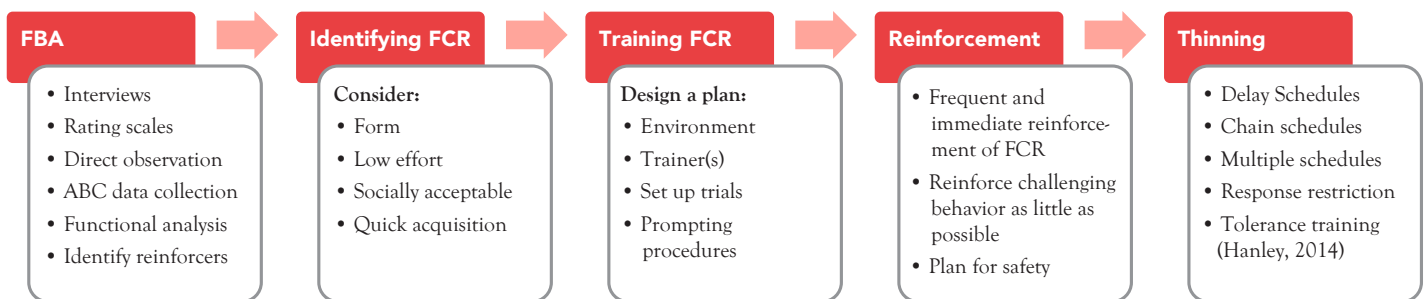 FBA
• Interviews
• Rating scales
• Direct observation
• ABC data collection
• Functional analysis
• Identify reinforcers
Identifying FCR
Consider:
• Form
• Low effort
• Socially acceptable
• Quick acquisition
Training FCR
Design a plan:
• Environment
• Trainer(s)
• Set up trials
• Prompting
procedures
Reinforcement
• Frequent and
immediate reinforce-
ment of FCR
• Reinforce challenging
behavior as little as
possible
• Plan for safety
Thinning
• Delay Schedules
• Chain schedules
• Multiple schedules
• Response restriction
• Tolerance training
(Hanley, 2014)